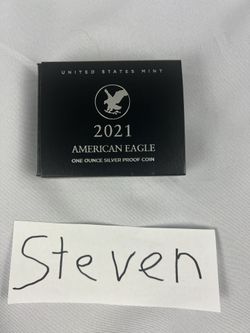 UNITED STATES MINT
2021
AMERICAN EAGLE
ONE OUNCE SILVER PROOF COIN
Steven